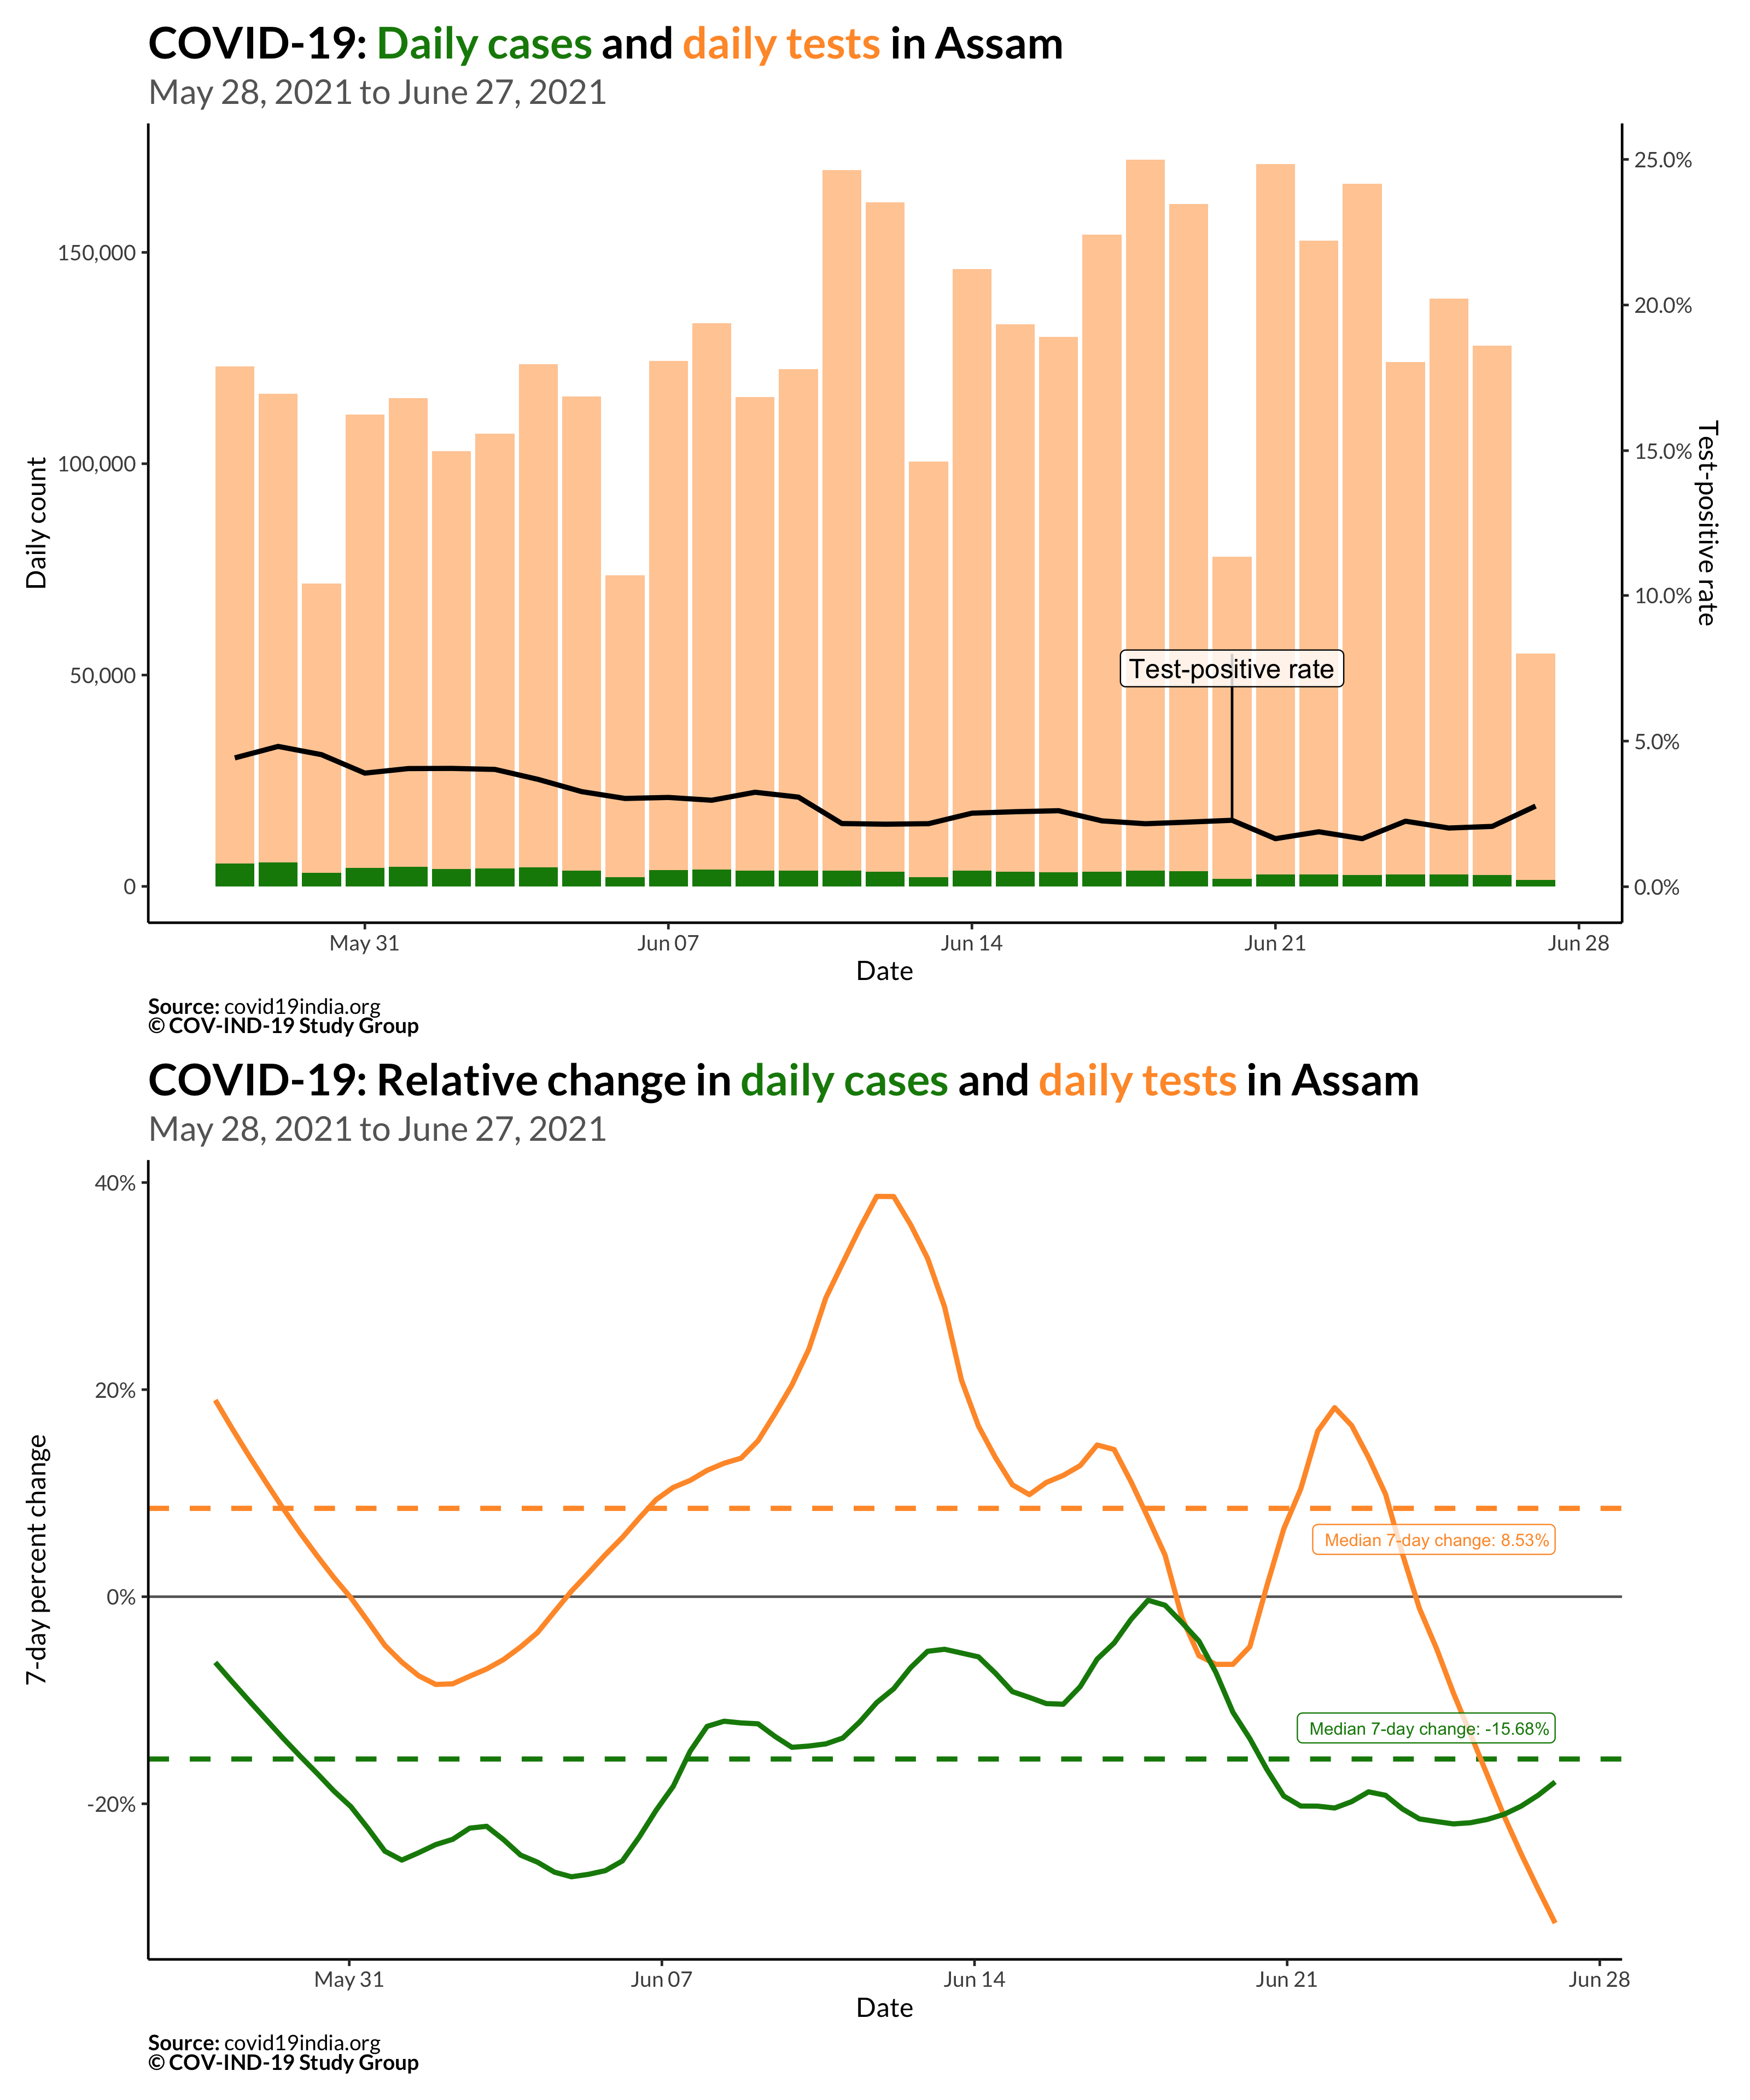 COVID-19: Daily cases and daily tests in Assam
May 28, 2021 to June 27, 2021
Daily count
150,000
100,000
50,000
0
25.0%
20.0%
15.0%
10.0%
5.0%
0.0%
Test-positive rate
Test-positive rate
May 31
Jun 07
Jun 14
Jun 21
Jun 28
Date
Source: covid19india.org
© COV-IND-19 Study Group
COVID-19: Relative change in daily cases and daily tests in Assam
May 28, 2021 to June 27, 2021
7-day percent change
40%
20%
0%
-20%
Median 7-day change: 8.53%
Median 7-day change: -15.68%
May 31
Jun 07
Jun 14
Jun 21
Jun 28
Date
Source: covid19india.org
© COV-IND-19 Study Group